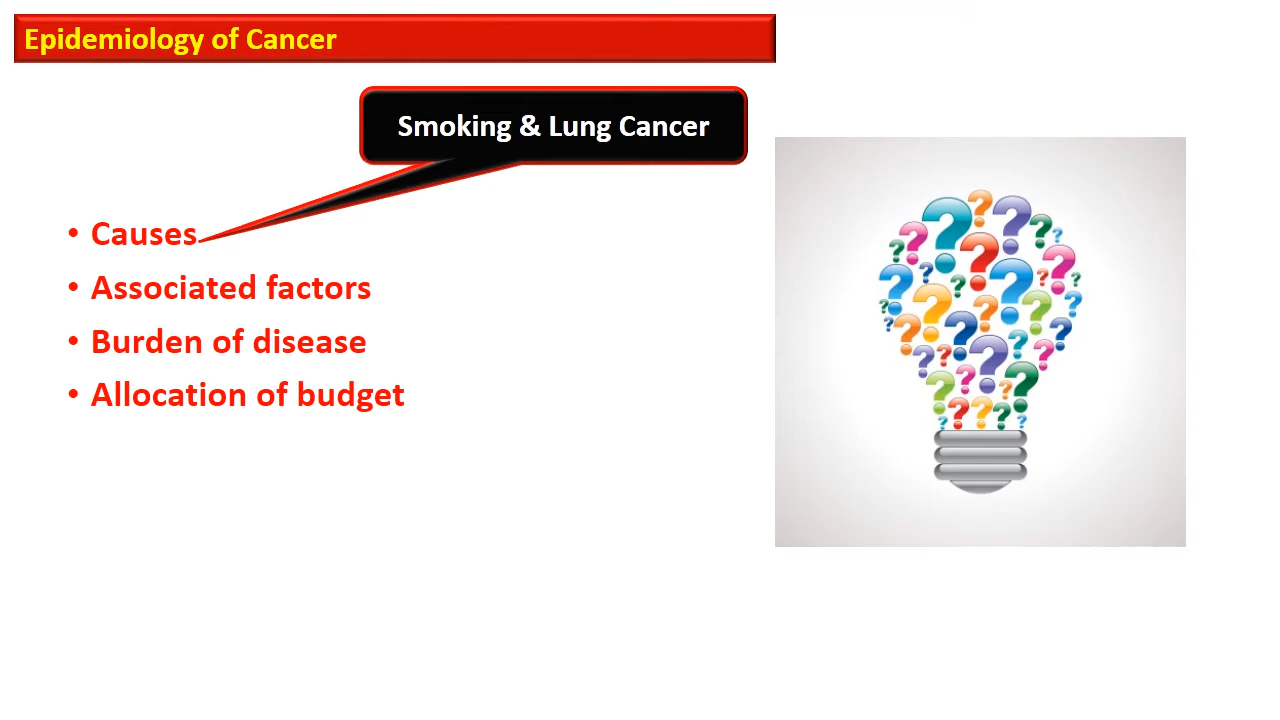 Epidemiology of Cancer
Smoking & Lung Cancer
• Causes
• Associated factors
• Burden of disease
• Allocation of budget